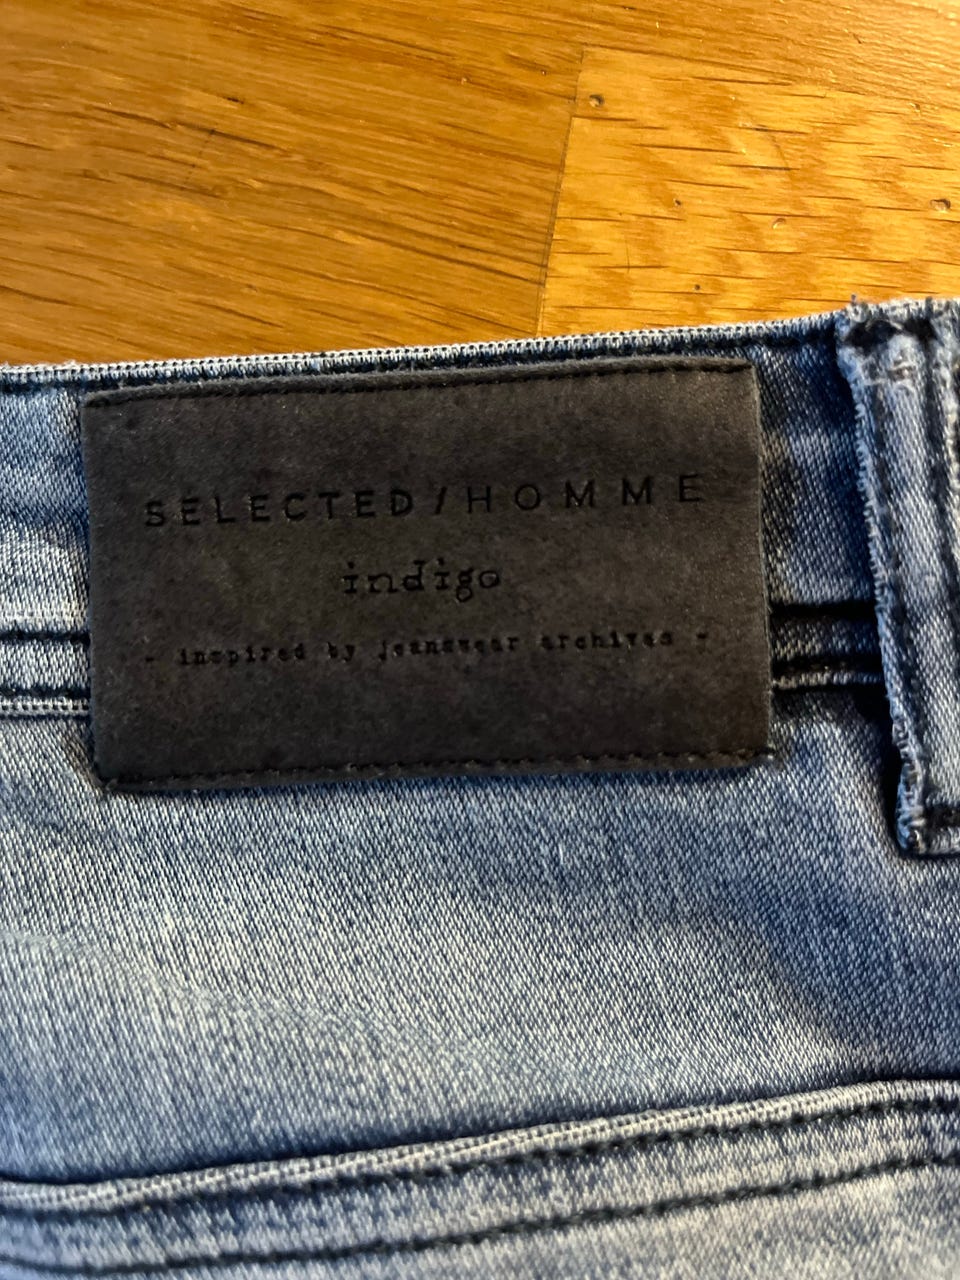 SELECTED/HOMME
indigo
- inspired by jeanswear archives -